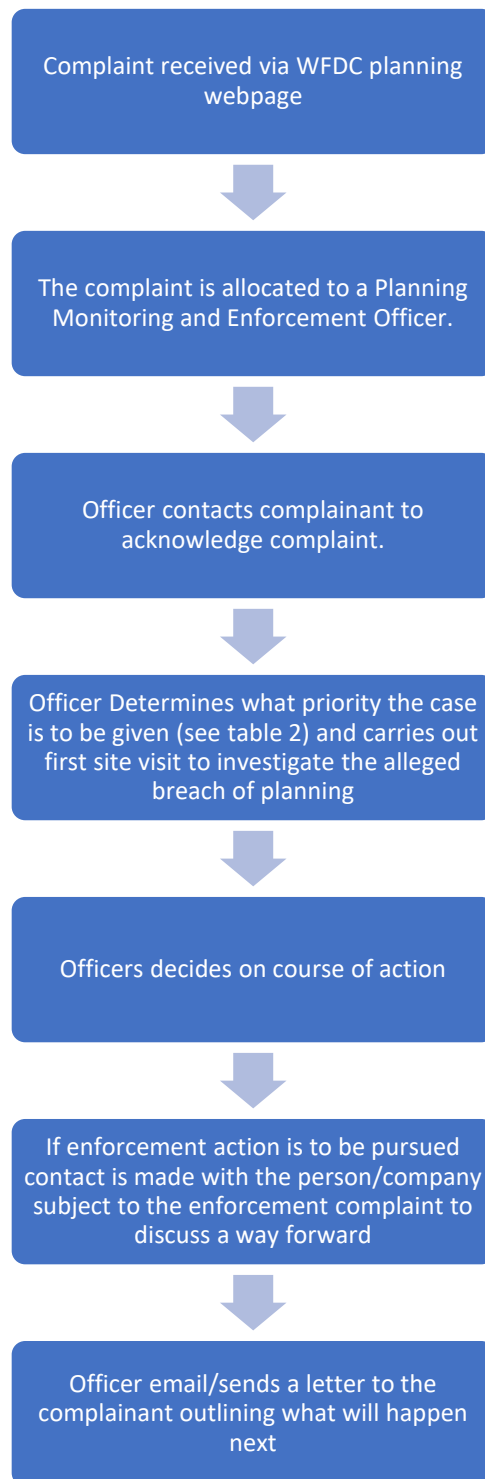 Complaint received via WFDC planning
webpage
The complaint is allocated to a Planning
Monitoring and Enforcement Officer.
Officer contacts complainant to
acknowledge complaint.
Officer Determines what priority the case
is to be given (see table 2) and carries out
first site visit to investigate the alleged
breach of planning
Officers decides on course of action
If enforcement action is to be pursued
contact is made with the person/company
subject to the enforcement complaint to
discuss a way forward
Officer email/sends a letter to the
complainant outlining what will happen
next